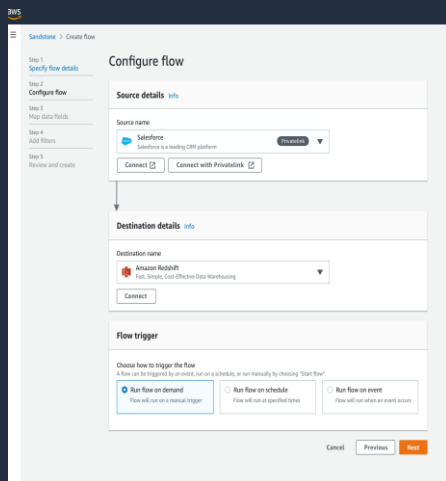 aws
Sandstone > Create flow
Step 1
Specify flow details
Step 2
Configure flow
Step 3
Map data fields
Step 4
Add filters
Step 5
Review and create
Configure flow
Source details Info
Source name
Salesforce
Salesforce is a leading CRM platform
Privatelink
Connect
Connect with Privatelink
Destination details Info
Destination name
Amazon Redshift
Fast, Simple, Cost-Effective Data Warehousing
Connect
Flow trigger
Choose how to trigger the flow
A flow can be triggered by an event, run on a schedule, or run manually by choosing "Start flow".
Run flow on demand
Flow will run on a manual trigger
Run flow on schedule
Flow will run at specified times
Run flow on event
Flow will run when an event occurs
Cancel
Previous
Next